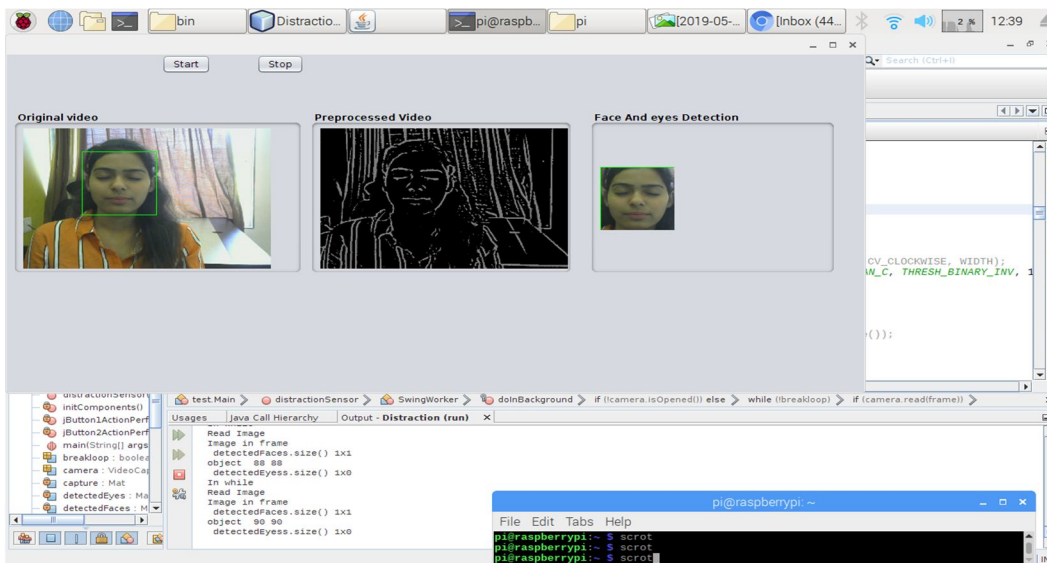 bin
Distractio...
pi@raspb...
pi
[2019-05-...
[Inbox (44...
2 %
12:39
Start
Stop
Search (Ctrl+I)
Original video
Preprocessed Video
Face And eyes Detection
CV_CLOCKWISE, WIDTH);
AN_C, THRESH_BINARY_INV, 1
());
initComponents()
jButton1ActionPerf
jButton2ActionPerf
main(String[] args
breakloop : boolea
camera : VideoCap
capture : Mat
detectedEyes : Ma
detectedFaces : M
test.Main
distractionSensor
SwingWorker
doInBackground
if (!camera.isOpened()) else
while (!breakloop)
if (camera.read(frame))
Usages
Java Call Hierarchy
Output - Distraction (run)
Read Image
Image in frame
detectedFaces.size() 1x1
object 88 88
detectedEyess.size() 1x0
In while
Read Image
Image in frame
detectedFaces.size() 1x1
object 90 90
detectedEyess.size() 1x0
pi@raspberrypi: ~
File Edit Tabs Help
pi@raspberrypi:~ $ scrot
pi@raspberrypi:~ $ scrot
pi@raspberrypi:~ $ scrot